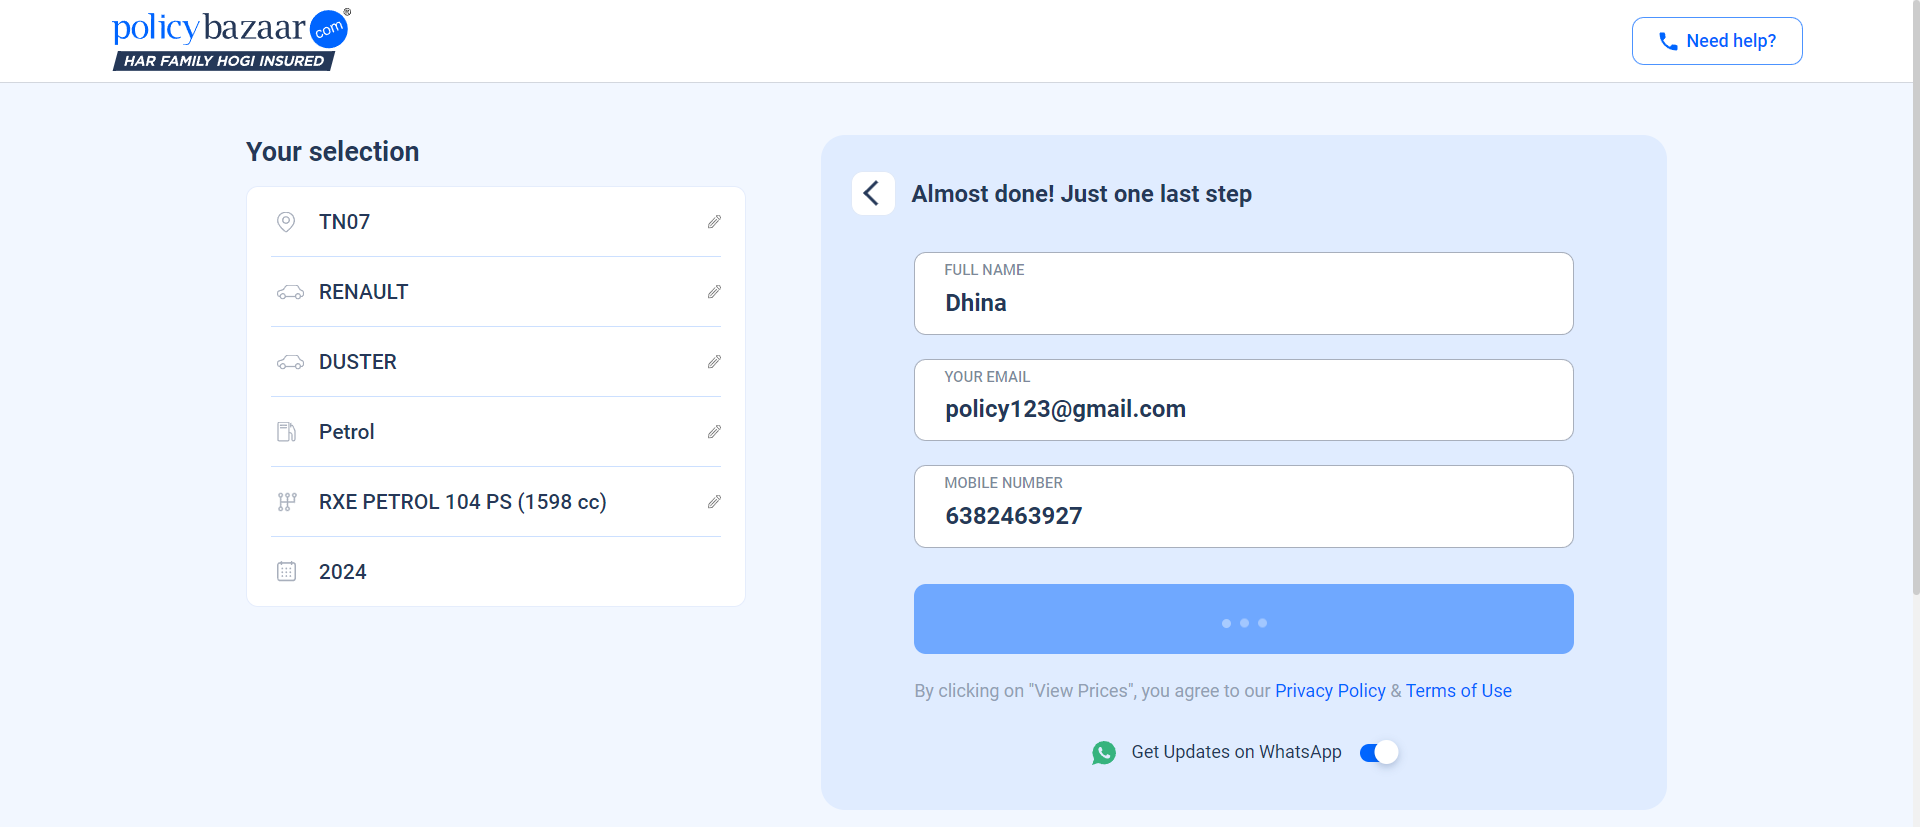 policybazaar com ®
HAR FAMILY HOGI INSURED
Need help?
Your selection
TN07
RENAULT
DUSTER
Petrol
RXE PETROL 104 PS (1598 cc)
2024
Almost done! Just one last step
FULL NAME
Dhina
YOUR EMAIL
policy123@gmail.com
MOBILE NUMBER
6382463927
By clicking on "View Prices", you agree to our Privacy Policy & Terms of Use
Get Updates on WhatsApp